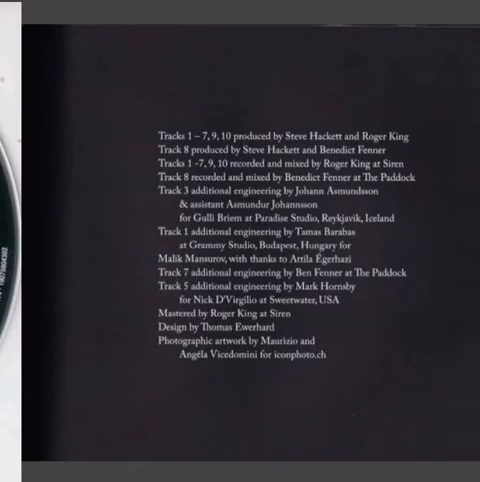 Tracks 1 – 7, 9, 10 produced by Steve Hackett and Roger King
Track 8 produced by Steve Hackett and Benedict Fenner
Tracks 1 -7, 9, 10 recorded and mixed by Roger King at Siren
Track 8 recorded and mixed by Benedict Fenner at The Paddock
Track 3 additional engineering by Johann Asmundsson
& assistant Asmundur Johannsson
for Gulli Briem at Paradise Studio, Reykjavik, Iceland
Track 1 additional engineering by Tamas Barabas
at Grammy Studio, Budapest, Hungary for
Malik Mansurov, with thanks to Attila Égerhazi
Track 7 additional engineering by Ben Fenner at The Paddock
Track 5 additional engineering by Mark Hornsby
for Nick D'Virgilio at Sweetwater, USA
Mastered by Roger King at Siren
Design by Thomas Ewerhard
Photographic artwork by Maurizio and
Angéla Vicedomini for iconphoto.ch